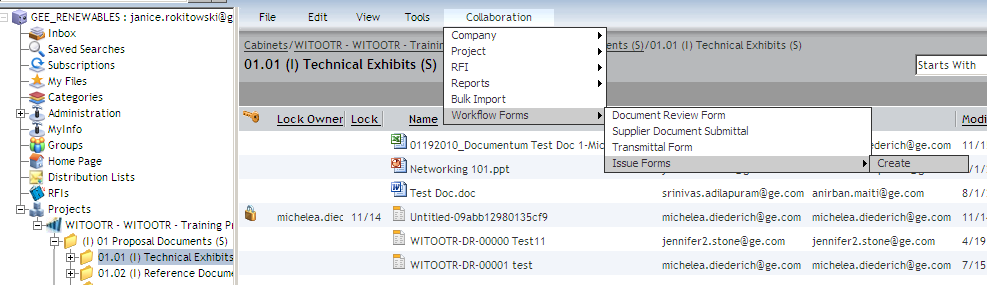 GEE_RENEWABLES : janice.rokitowski@g
Inbox
Saved Searches
Subscriptions
My Files
Categories
Administration
MyInfo
Groups
Home Page
Distribution Lists
RFIs
Projects
WITOOTR - WITOOTR - Training Pr
(I) 01 Proposal Documents (S)
01.01 (I) Technical Exhibits
01.02 (I) Reference Docume
File Edit View Tools Collaboration
Cabinets/WITOOTR - WITOOTR - Training ents (S)/01.01 (I) Technical Exhibits (S)
01.01 (I) Technical Exhibits (S)
Starts With
Company
Project
RFI
Reports
Bulk Import
Workflow Forms
Document Review Form
Supplier Document Submittal
Transmittal Form
Issue Forms
Create
Lock Owner Lock Name Modi
01192010_Documentum Test Doc 1-Mic 11/1
Networking 101.ppt michelea.diederich@ge.com michelea.diederich@ge.com 11/1
Test Doc.doc srinivas.adilapuram@ge.com anirban.maiti@ge.com 8/1/
michelea.diec 11/14 Untitled-09abb12980135cf9 michelea.diederich@ge.com michelea.diederich@ge.com 11/14
WITOOTR-DR-00000 Test11 jennifer2.stone@ge.com jennifer2.stone@ge.com 4/19
WITOOTR-DR-00001 test michelea.diederich@ge.com michelea.diederich@ge.com 7/15